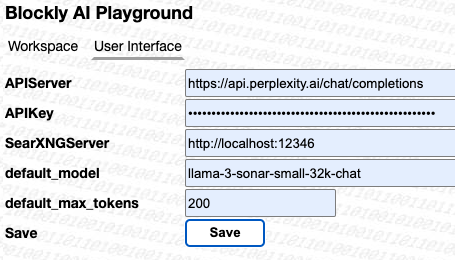 Blockly AI Playground
Workspace User Interface
APIServer https://api.perplexity.ai/chat/completions
APIKey ••••••••••••••••••••••••••••••••••••••••••••••••••••
SearXNGServer http://localhost:12346
default_model llama-3-sonar-small-32k-chat
default_max_tokens 200
Save Save